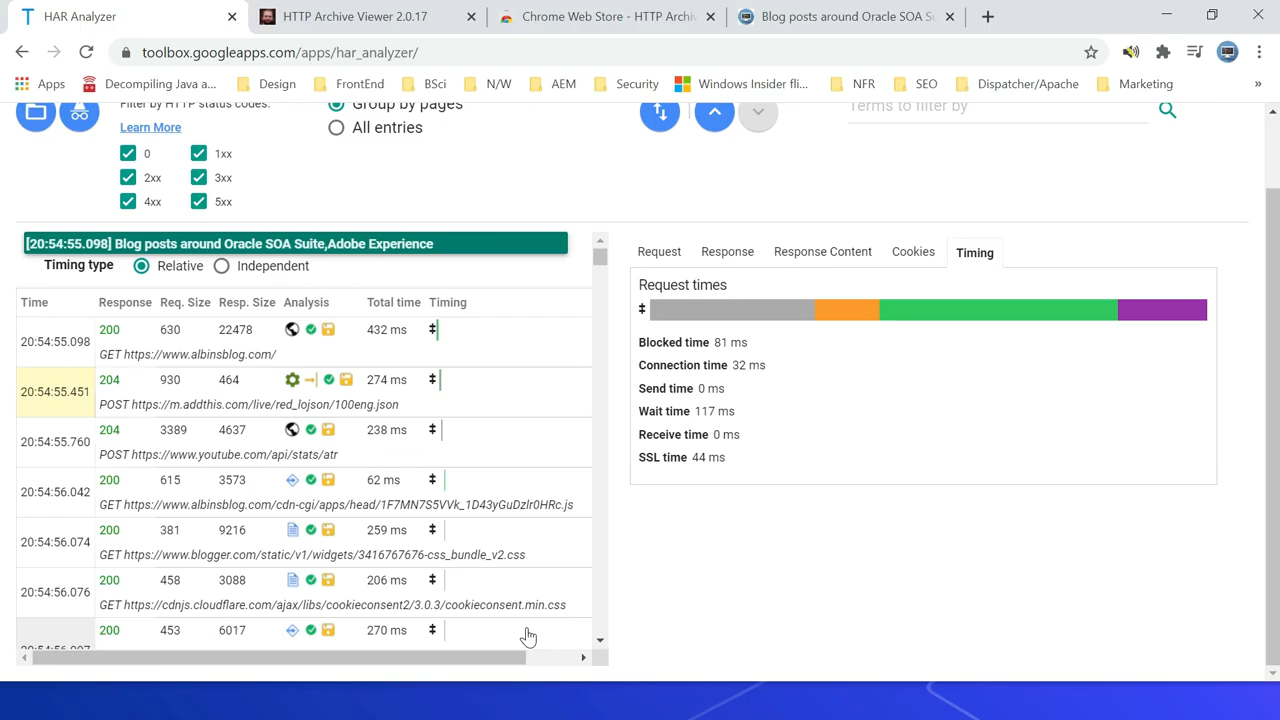 HAR Analyzer
HTTP Archive Viewer 2.0.17
Chrome Web Store - HTTP Archiv
Blog posts around Oracle SOA Su
toolbox.googleapps.com/apps/har_analyzer/
Apps
Decompiling Java a...
Design
FrontEnd
BSci
N/W
AEM
Security
Windows Insider fli...
NFR
SEO
Dispatcher/Apache
Marketing
»
Filter by HTTP status codes:
Learn More
0 1xx
2xx 3xx
4xx 5xx
Group by pages
All entries
Terms to filter by
[20:54:55.098] Blog posts around Oracle SOA Suite,Adobe Experience
Timing type Relative Independent
Time Response Req. Size Resp. Size Analysis Total time Timing
20:54:55.098 200 630 22478 432 ms
GET https://www.albinsblog.com/
20:54:55.451 204 930 464 274 ms
POST https://m.addthis.com/live/red_lojson/100eng.json
20:54:55.760 204 3389 4637 238 ms
POST https://www.youtube.com/api/stats/atr
20:54:56.042 200 615 3573 62 ms
GET https://www.albinsblog.com/cdn-cgi/apps/head/1F7MN7S5VVk_1D43yGuDzlr0HRc.js
20:54:56.074 200 381 9216 259 ms
GET https://www.blogger.com/static/v1/widgets/3416767676-css_bundle_v2.css
20:54:56.076 200 458 3088 206 ms
GET https://cdnjs.cloudflare.com/ajax/libs/cookieconsent2/3.0.3/cookieconsent.min.css
200 453 6017 270 ms
Request Response Response Content Cookies Timing
Request times
Blocked time 81 ms
Connection time 32 ms
Send time 0 ms
Wait time 117 ms
Receive time 0 ms
SSL time 44 ms